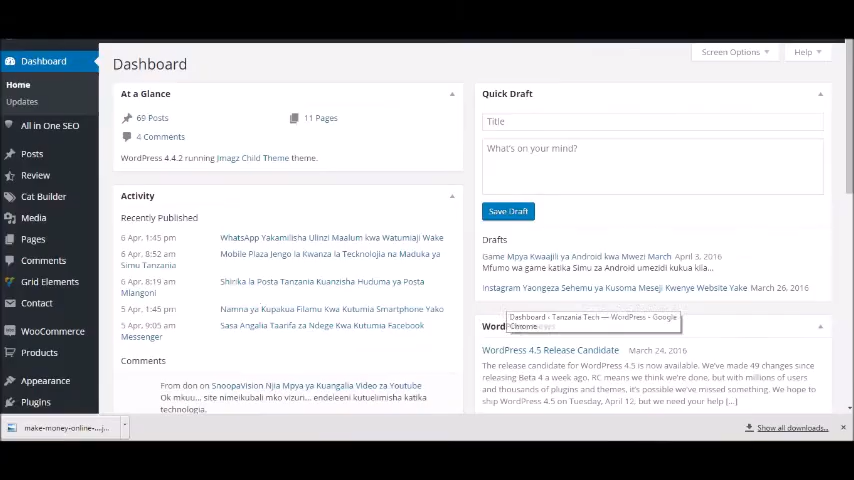 Dashboard
Home
Updates
All in One SEO
Posts
Review
Cat Builder
Media
Pages
Comments
Grid Elements
Contact
WooCommerce
Products
Appearance
Plugins
Screen Options
Help
Dashboard
At a Glance
69 Posts
11 Pages
4 Comments
WordPress 4.4.2 running Jmagz Child Theme theme.
Activity
Recently Published
6 Apr, 1:45 pm WhatsApp Yakamilisha Ulinzi Maalum kwa Watumiaji Wake
6 Apr, 8:52 am Mobile Plaza Jengo la Kwanza la Tecknolojia na Maduka ya
Simu Tanzania
6 Apr, 8:19 am Shirika la Posta Tanzania Kuanzisha Huduma ya Posta
Mlangoni
5 Apr, 1:45 pm Namna ya Kupakua Filamu Kwa Kutumia Smartphone Yako
5 Apr, 9:05 am Sasa Angalia Taarifa za Ndege Kwa Kutumia Facebook
Messenger
Comments
From don on SnoopaVision Njia Mpya ya Kuangalia Video za Youtube
Ok mkuu... site nimeikubali mko vizuri... endeleeni kutuelimisha katika
technologia.
Quick Draft
Title
What's on your mind?
Save Draft
Drafts
Game Mpya Kwaajili ya Android kwa Mwezi March April 3, 2016
Mfumo wa game katika Simu za Android umezidi kukua kila...
Instagram Yaongeza Sehemu ya Kusoma Meseji Kwenye Website Yake March 26, 2016
Dashboard ‹ Tanzania Tech — WordPress - Google
Chrome
WordPress 4.5 Release Candidate March 24, 2016
The release candidate for WordPress 4.5 is now available. We've made 49 changes since
releasing Beta 4 a week ago. RC means we think we're done, but with millions of users
and thousands of plugins and themes, it's possible we've missed something. We hope to
ship WordPress 4.5 on Tuesday, April 12, but we need your help [...]
make-money-online-...j...
Show all downloads...